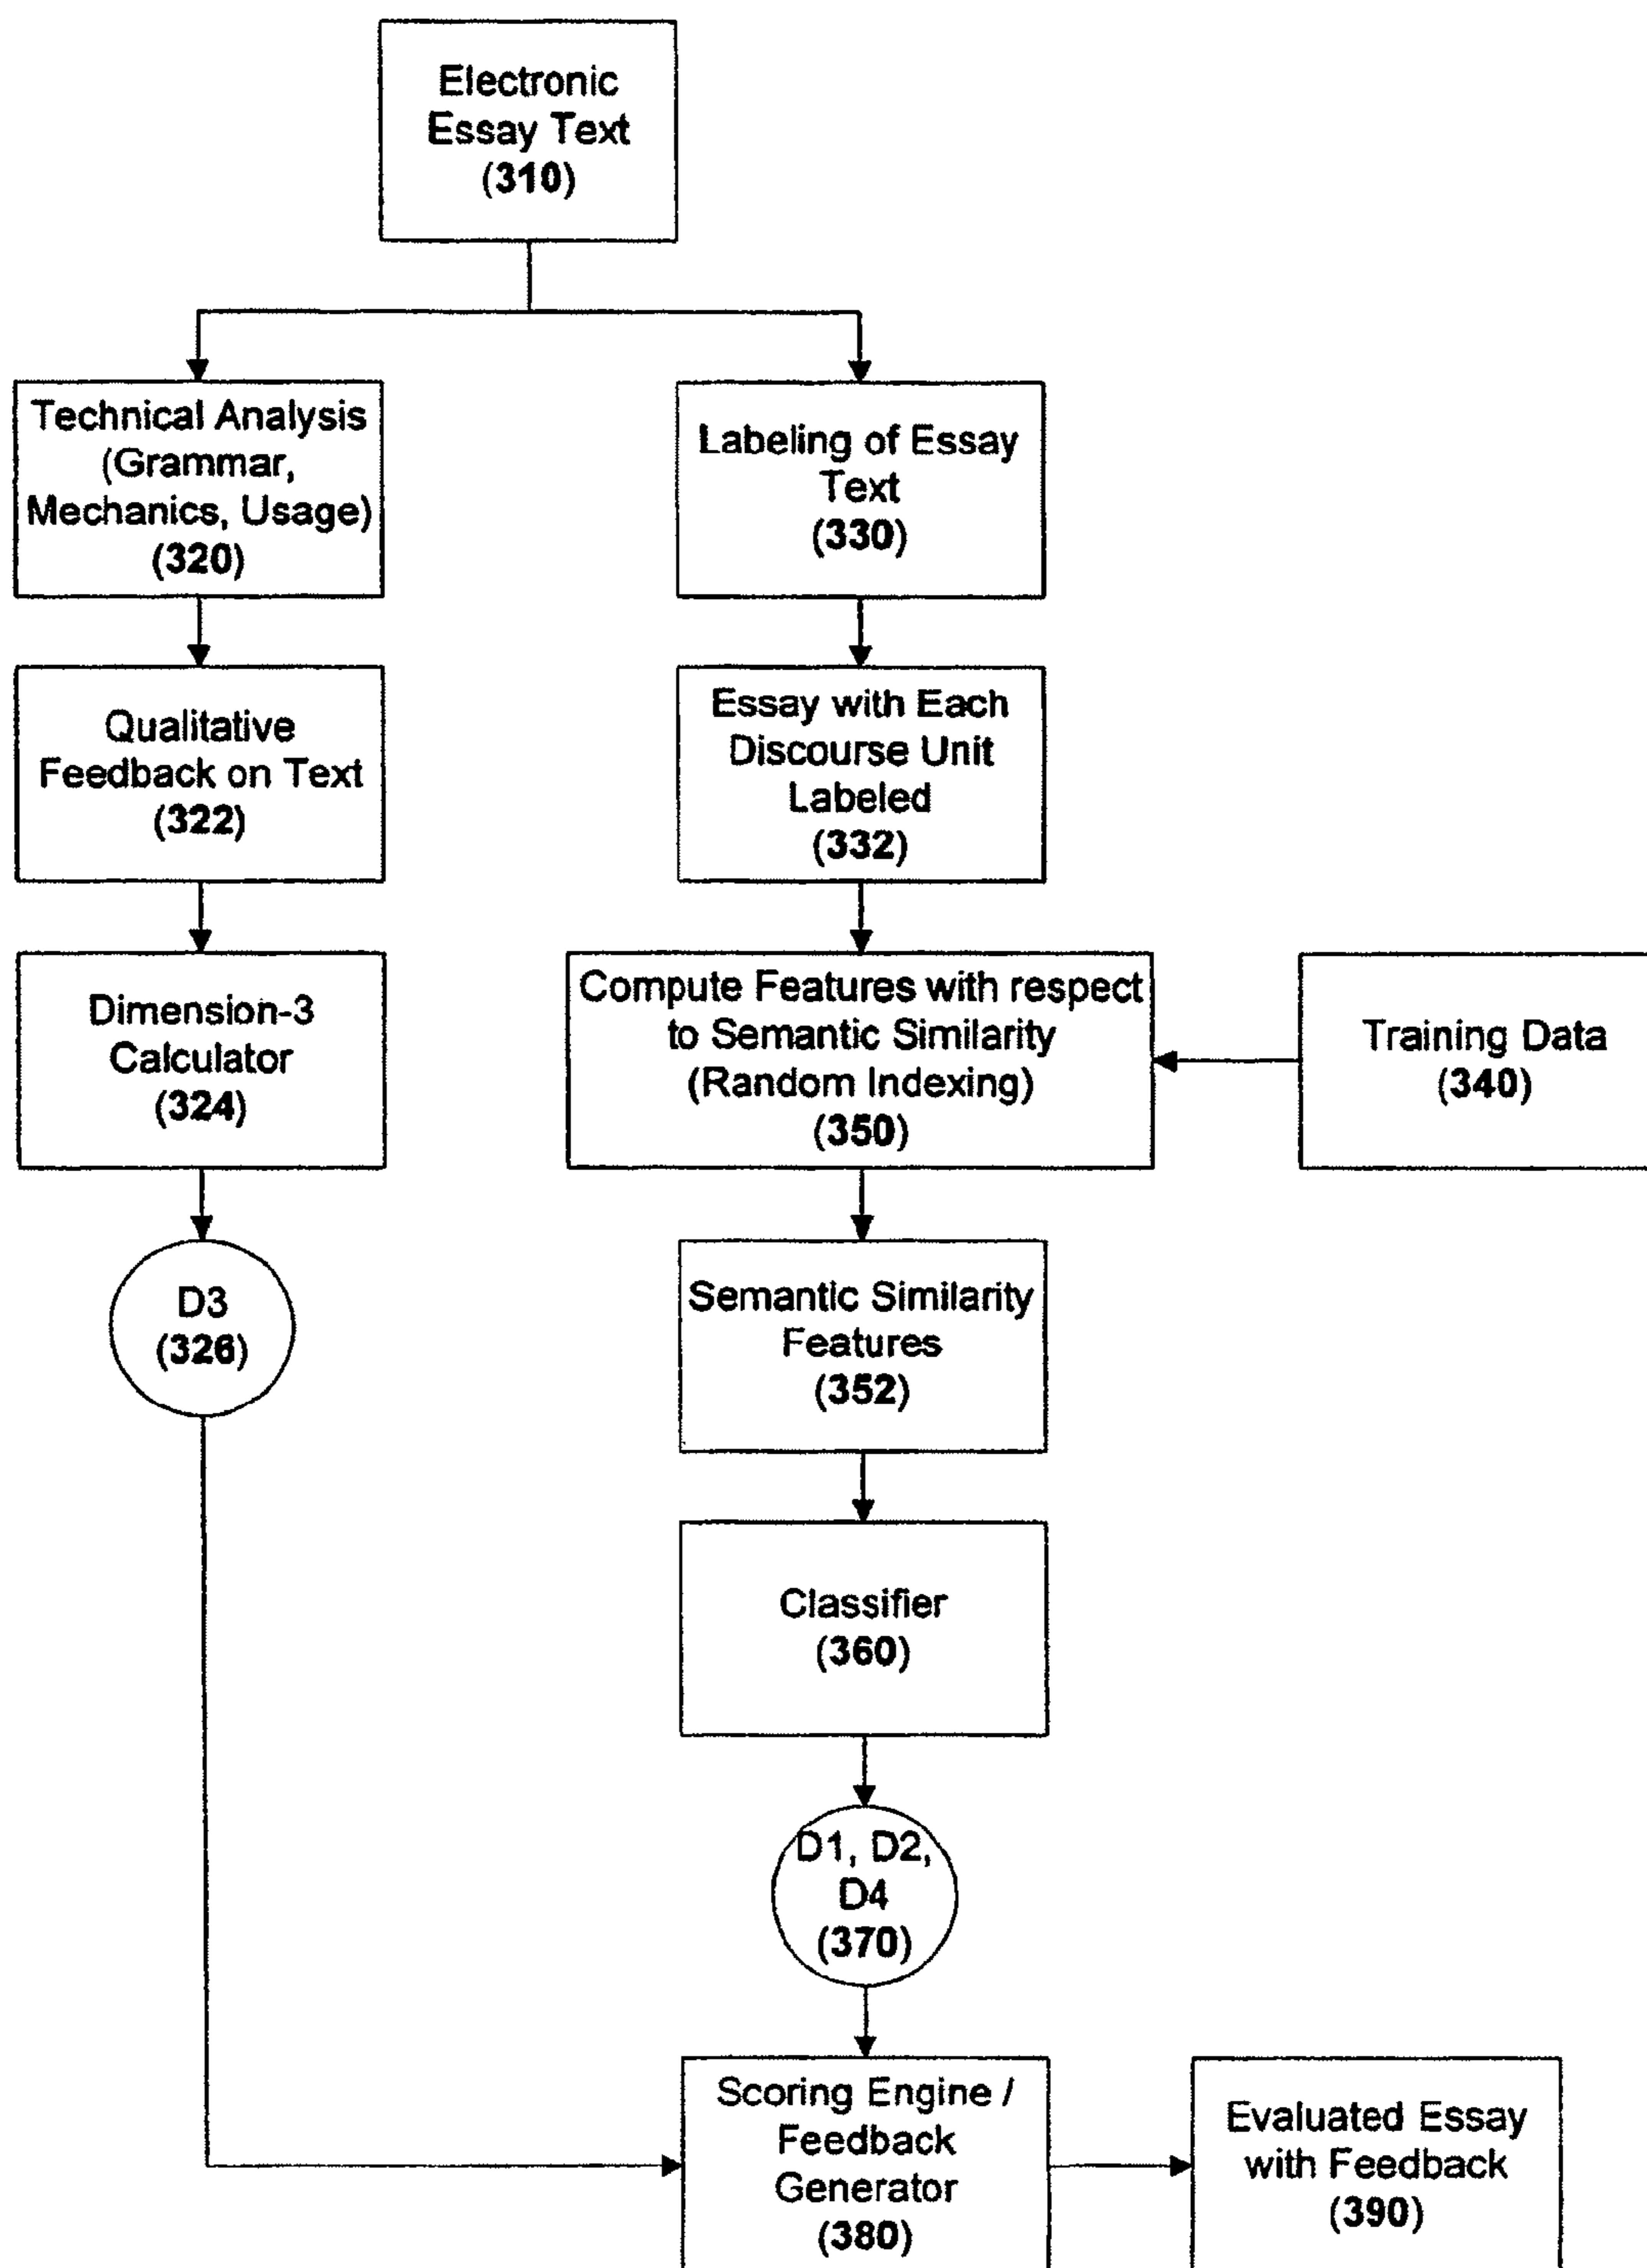 Electronic
Essay Text
(310)
Technical Analysis
(Grammar,
Mechanics, Usage)
(320)
Labeling of Essay
Text
(330)
Qualitative
Feedback on Text
(322)
Essay with Each
Discourse Unit
Labeled
(332)
Dimension-3
Calculator
(324)
Compute Features with respect
to Semantic Similarity
(Random Indexing)
(350)
Training Data
(340)
D3
(326)
Semantic Similarity
Features
(352)
Classifier
(360)
D1, D2,
D4
(370)
Scoring Engine /
Feedback
Generator
(380)
Evaluated Essay
with Feedback
(390)